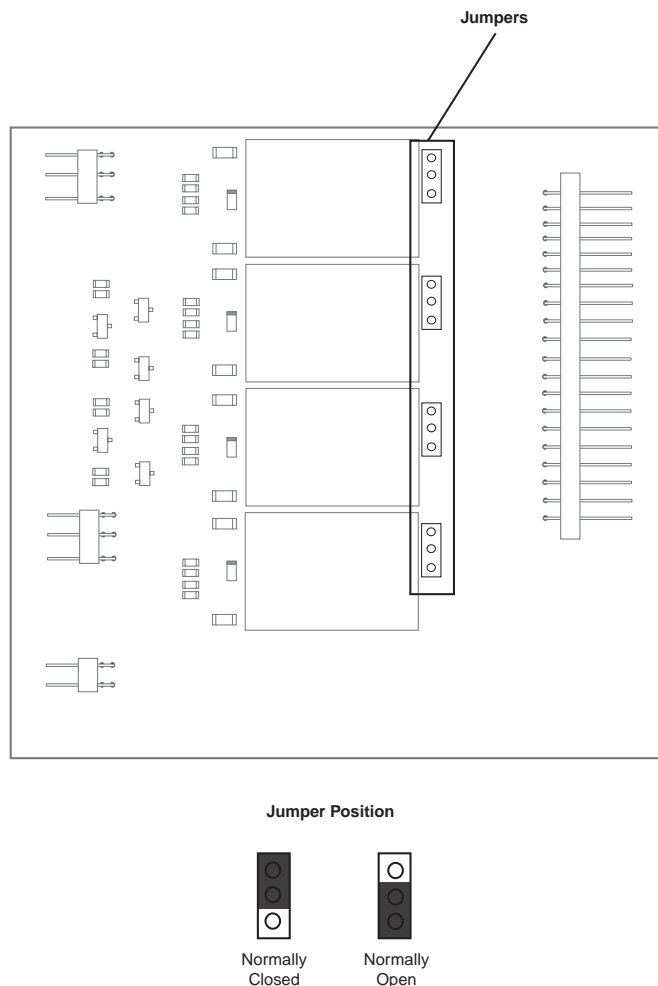 Jumpers
Jumper Position
Normally
Closed
Normally
Open